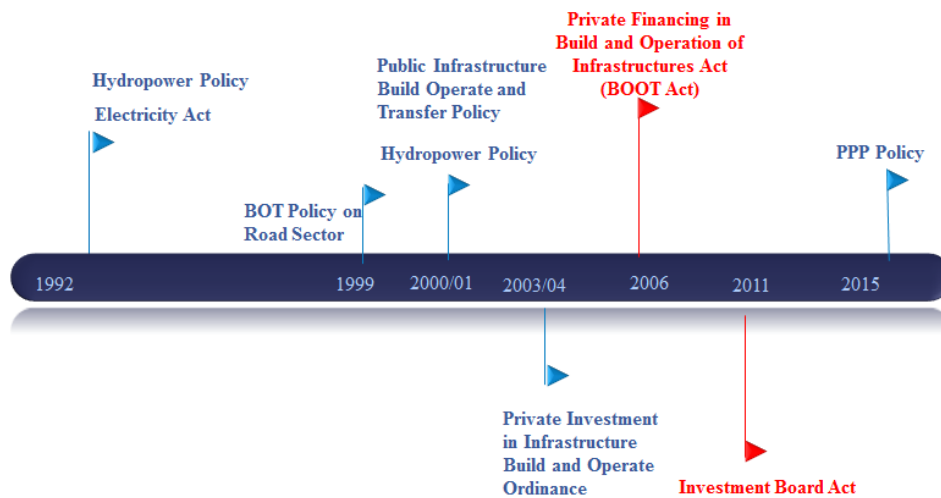 Hydropower Policy
Electricity Act
BOT Policy on
Road Sector
Public Infrastructure
Build Operate and
Transfer Policy
Hydropower Policy
Private Financing in
Build and Operation of
Infrastructures Act
(BOOT Act)
PPP Policy
1992
1999
2000/01
2003/04
2006
2011
2015
Private Investment
in Infrastructure
Build and Operate
Ordinance
Investment Board Act